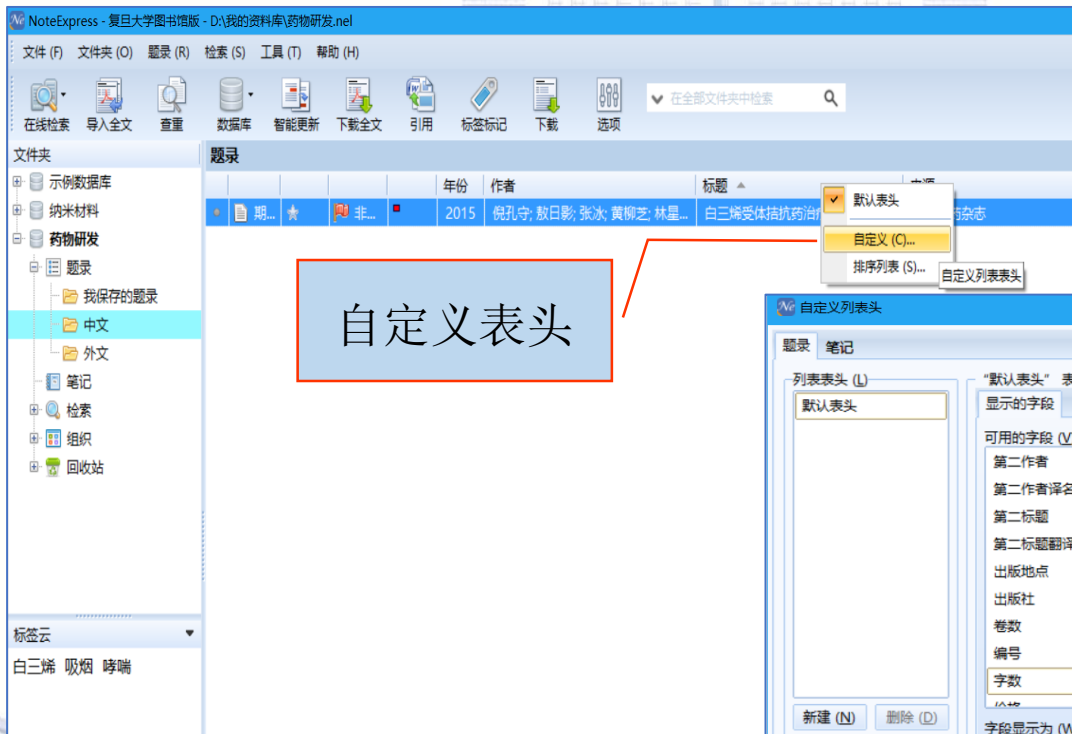 NoteExpress - 复旦大学图书馆版 - D:\我的资料库\药物研发.nel
文件 (F) 文件夹 (O) 题录 (R) 检索 (S) 工具 (T) 帮助 (H)
在线检索 导入全文 查重 数据库 智能更新 下载全文 引用 标签标记 下载 选项 在全部文件夹中检索
文件夹
示例数据库
纳米材料
药物研发
题录
我保存的题录
中文
外文
笔记
检索
组织
回收站
标签云
白三烯 吸烟 哮喘
题录
年份 作者 标题
期... 非... 2015 倪孔守; 敖日影; 张冰; 黄柳芝; 林星... 白三烯受体拮抗药治 药杂志
默认表头
自定义 (C)...
排序列表 (S)...
自定义列表表头
自定义表头
自定义列表表头
题录 笔记
列表表头 (L)
默认表头
新建 (N) 删除 (D)
“默认表头” 表
显示的字段
可用的字段 (V
第二作者
第二作者译名
第二标题
第二标题翻译
出版地点
出版社
卷数
编号
字数
字段显示为 (W